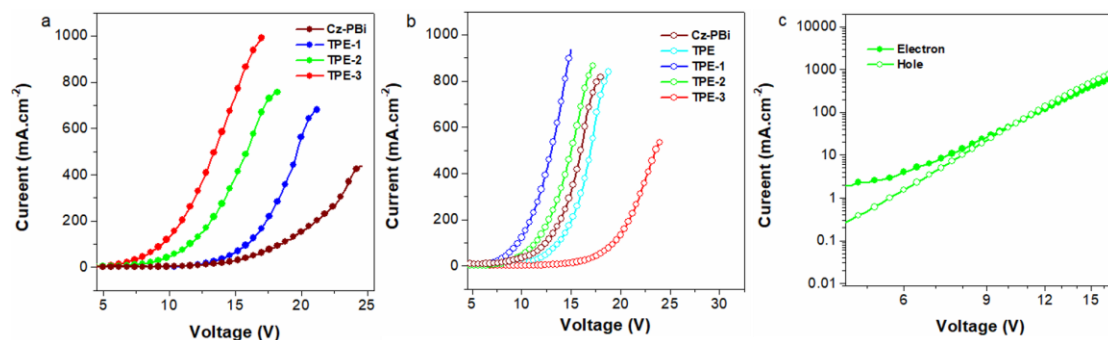 a
1000
800
600
400
200
0
5
10
15
20
25
Cureent (mA.cm-2)
Voltage (V)
Cz-PBi
TPE-1
TPE-2
TPE-3
b
1000
800
600
400
200
0
5
10
15
20
25
30
Cureent (mA.cm-2)
Voltage (V)
Cz-PBi
TPE
TPE-1
TPE-2
TPE-3
c
10000
1000
100
10
1
0.1
0.01
6
9
12
15
Cureent (mA.cm-2)
Voltage (V)
Electron
Hole